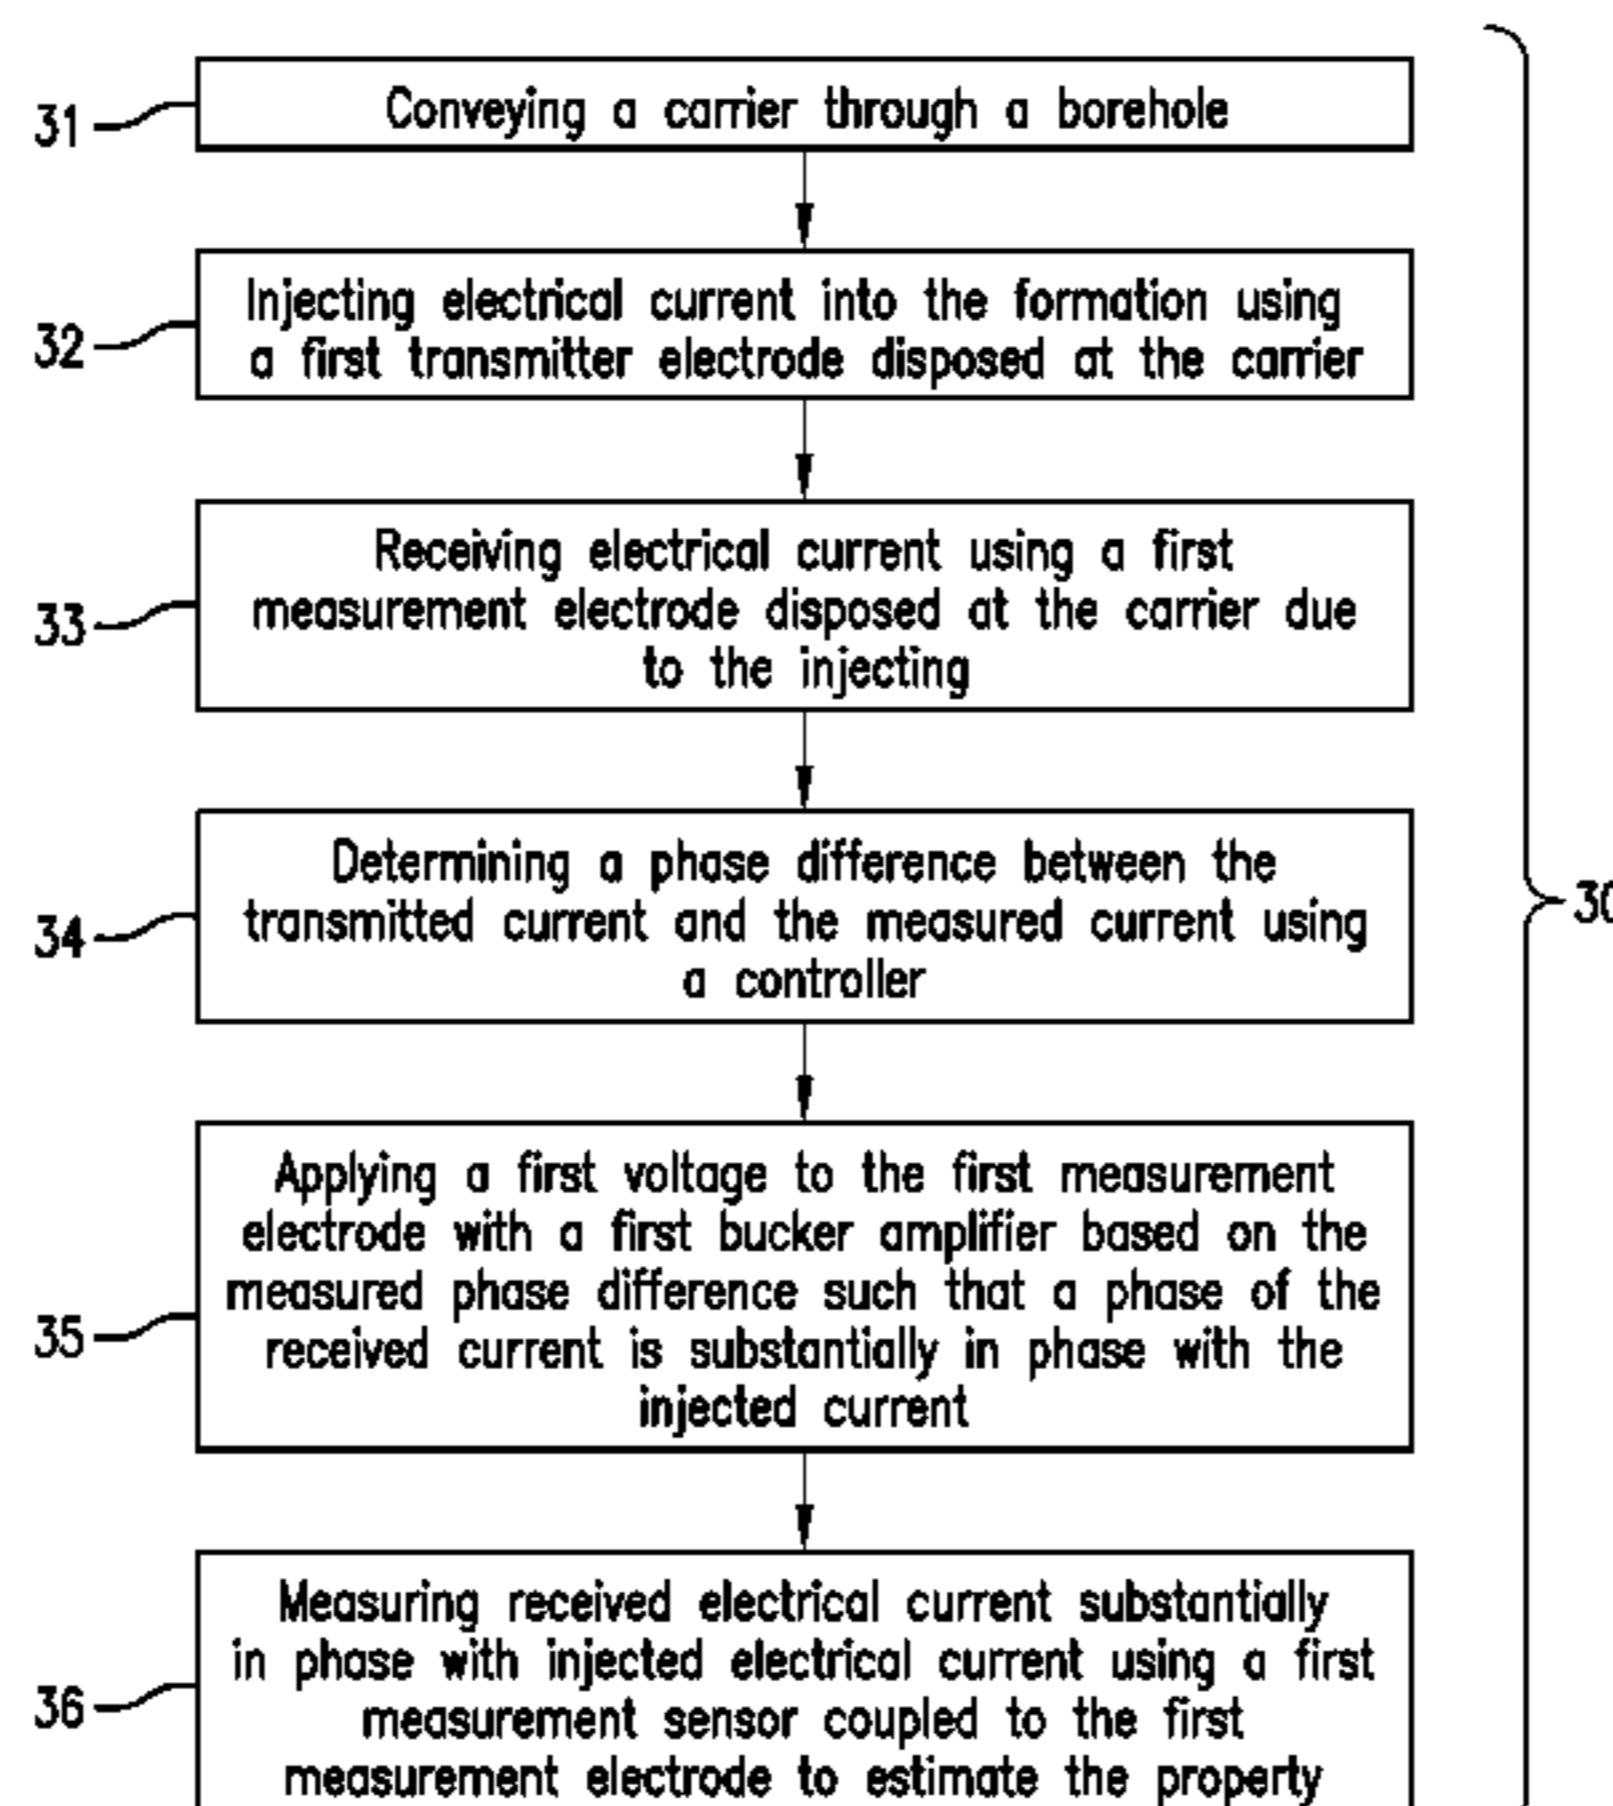 31
Conveying a carrier through a borehole
32
Injecting electrical current into the formation using
a first transmitter electrode disposed at the carrier
33
Receiving electrical current using a first
measurement electrode disposed at the carrier due
to the injecting
34
Determining a phase difference between the
transmitted current and the measured current using
a controller
30
35
Applying a first voltage to the first measurement
electrode with a first bucker amplifier based on the
measured phase difference such that a phase of the
received current is substantially in phase with the
injected current
36
Measuring received electrical current substantially
in phase with injected electrical current using a first
measurement sensor coupled to the first
measurement electrode to estimate the property